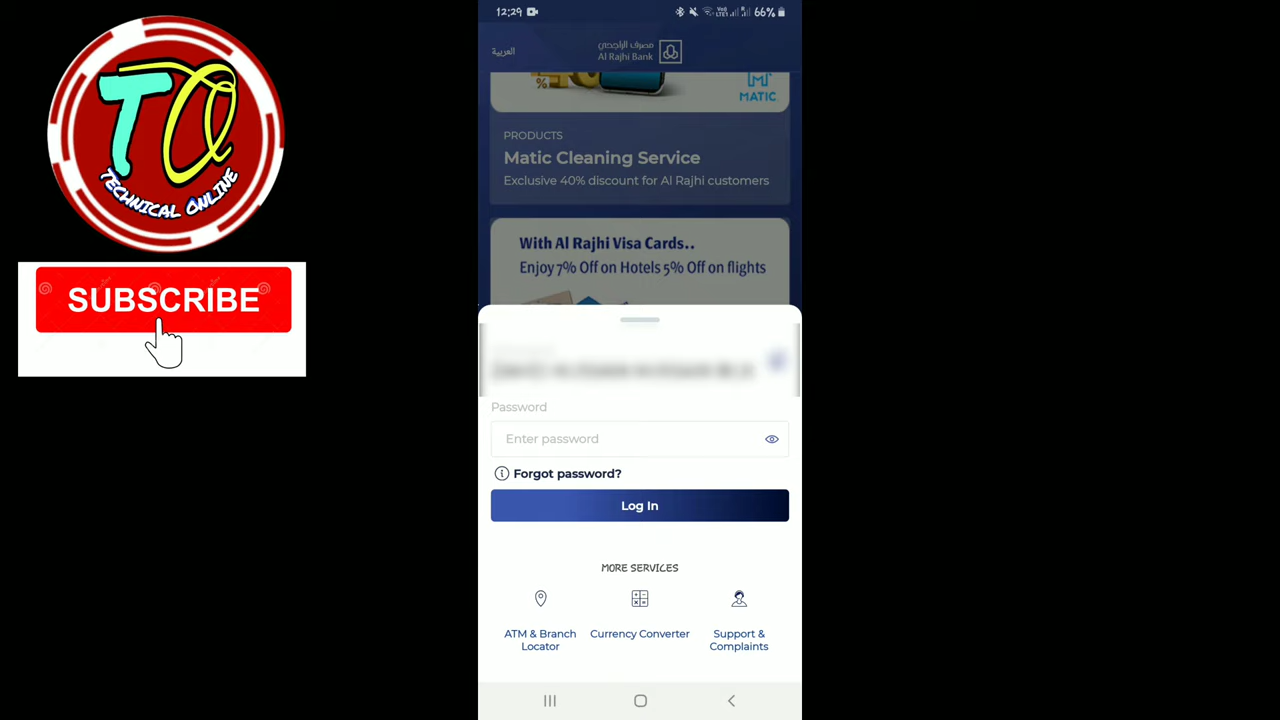 TO
TECHNICAL ONLINE
SUBSCRIBE
12:29
66%
العربية
مصرف الراجحي
Al Rajhi Bank
%
MATIC
PRODUCTS
Matic Cleaning Service
Exclusive 40% discount for Al Rajhi customers
With Al Rajhi Visa Cards..
Enjoy 7% Off on Hotels 5% Off on flights
Password
Enter password
Forgot password?
Log In
MORE SERVICES
ATM & Branch
Locator
Currency Converter
Support &
Complaints